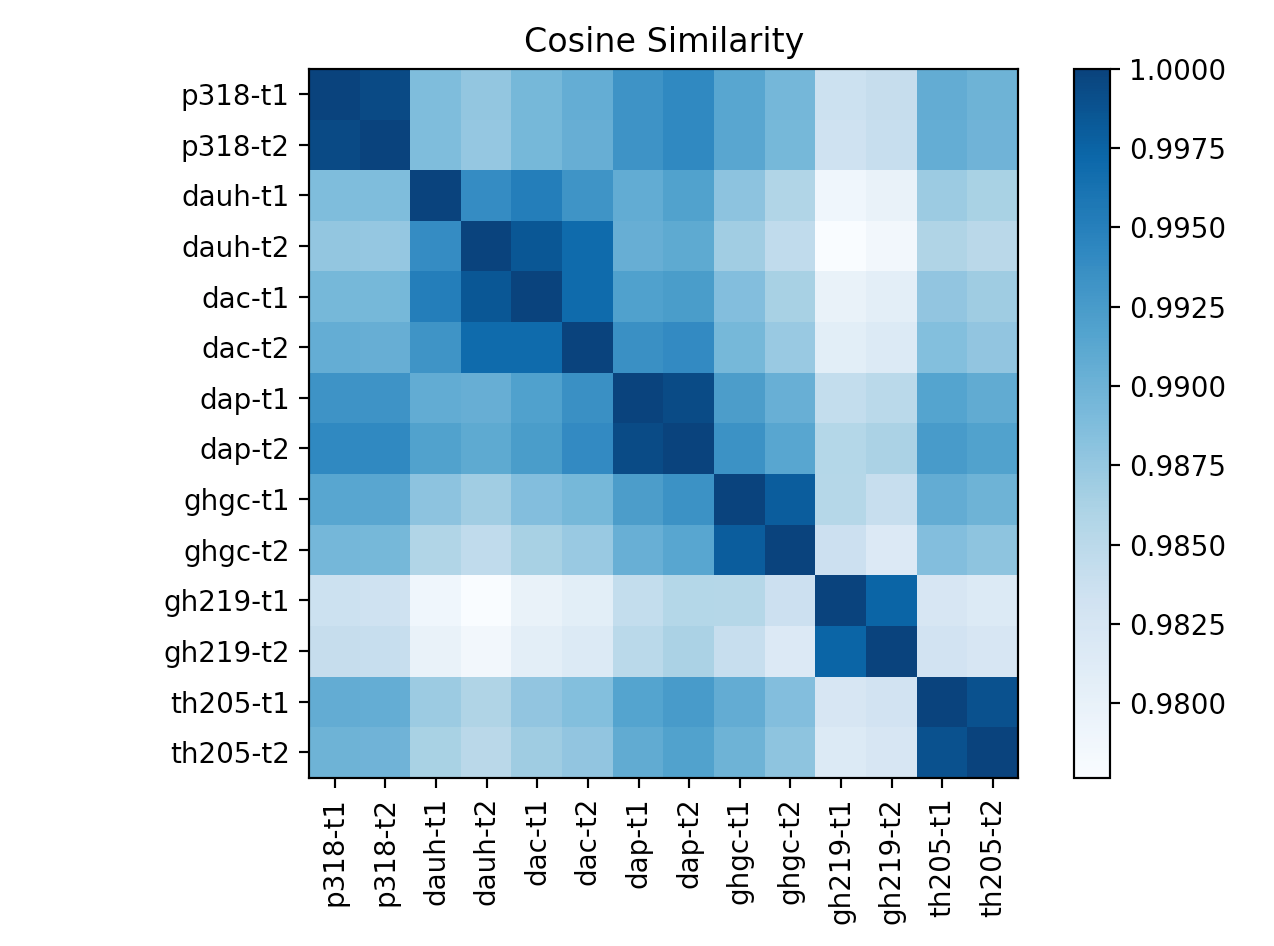 Cosine Similarity
p318-t1
p318-t2
dauh-t1
dauh-t2
dac-t1
dac-t2
dap-t1
dap-t2
ghgc-t1
ghgc-t2
gh219-t1
gh219-t2
th205-t1
th205-t2
p318-t1
p318-t2
dauh-t1
dauh-t2
dac-t1
dac-t2
dap-t1
dap-t2
ghgc-t1
ghgc-t2
gh219-t1
gh219-t2
th205-t1
th205-t2
1.0000
0.9975
0.9950
0.9925
0.9900
0.9875
0.9850
0.9825
0.9800